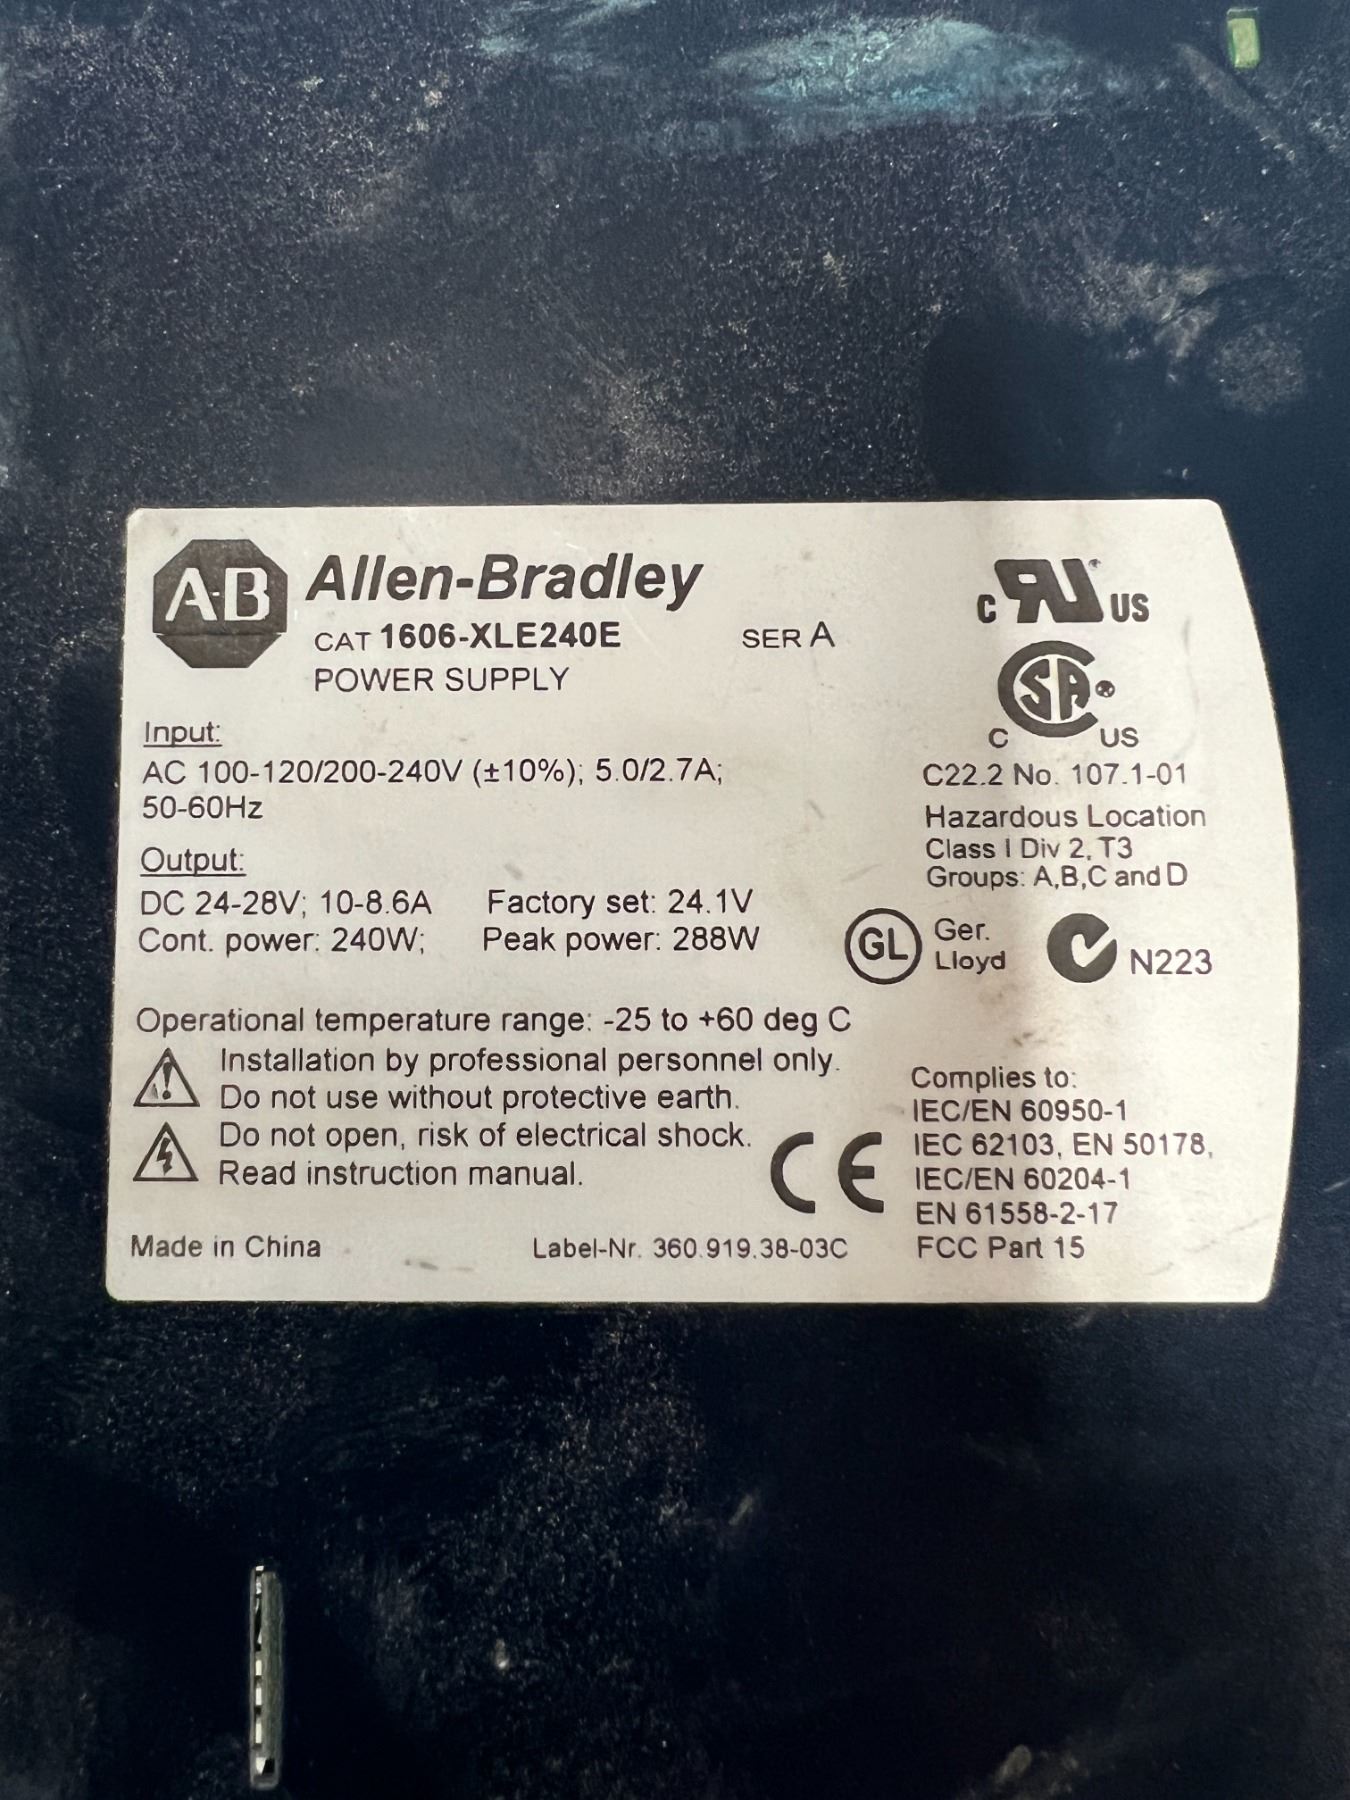 A·B Allen-Bradley
CAT 1606-XLE240E SER A
POWER SUPPLY
Input:
AC 100-120/200-240V (±10%); 5.0/2.7A;
50-60Hz
Output:
DC 24-28V; 10-8.6A Factory set: 24.1V
Cont. power: 240W; Peak power: 288W
Operational temperature range: -25 to +60 deg C
Installation by professional personnel only.
Do not use without protective earth.
Do not open, risk of electrical shock.
Read instruction manual.
Made in China Label-Nr. 360.919.38-03C
C RU US
SA
C US
C22.2 No. 107.1-01
Hazardous Location
Class I Div 2, T3
Groups: A,B,C and D
GL Ger.
Lloyd
N223
CE
Complies to:
IEC/EN 60950-1
IEC 62103, EN 50178,
IEC/EN 60204-1
EN 61558-2-17
FCC Part 15